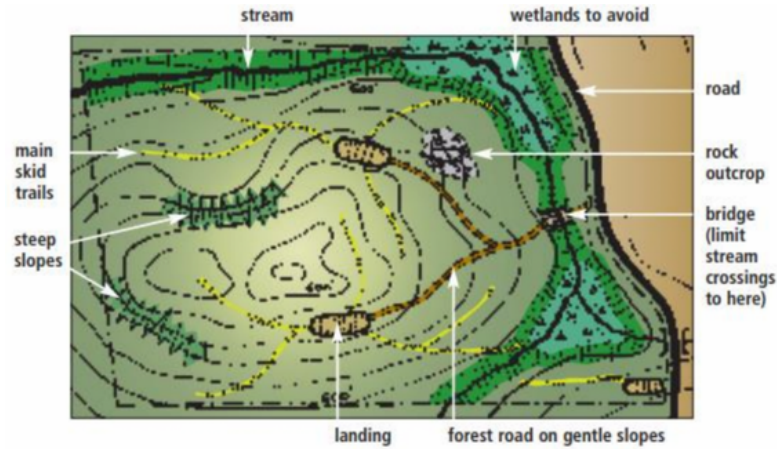 stream
wetlands to avoid
road
main
skid
trails
rock
outcrop
steep
slopes
bridge
(limit
stream
crossings
to here)
landing
forest road on gentle slopes
600